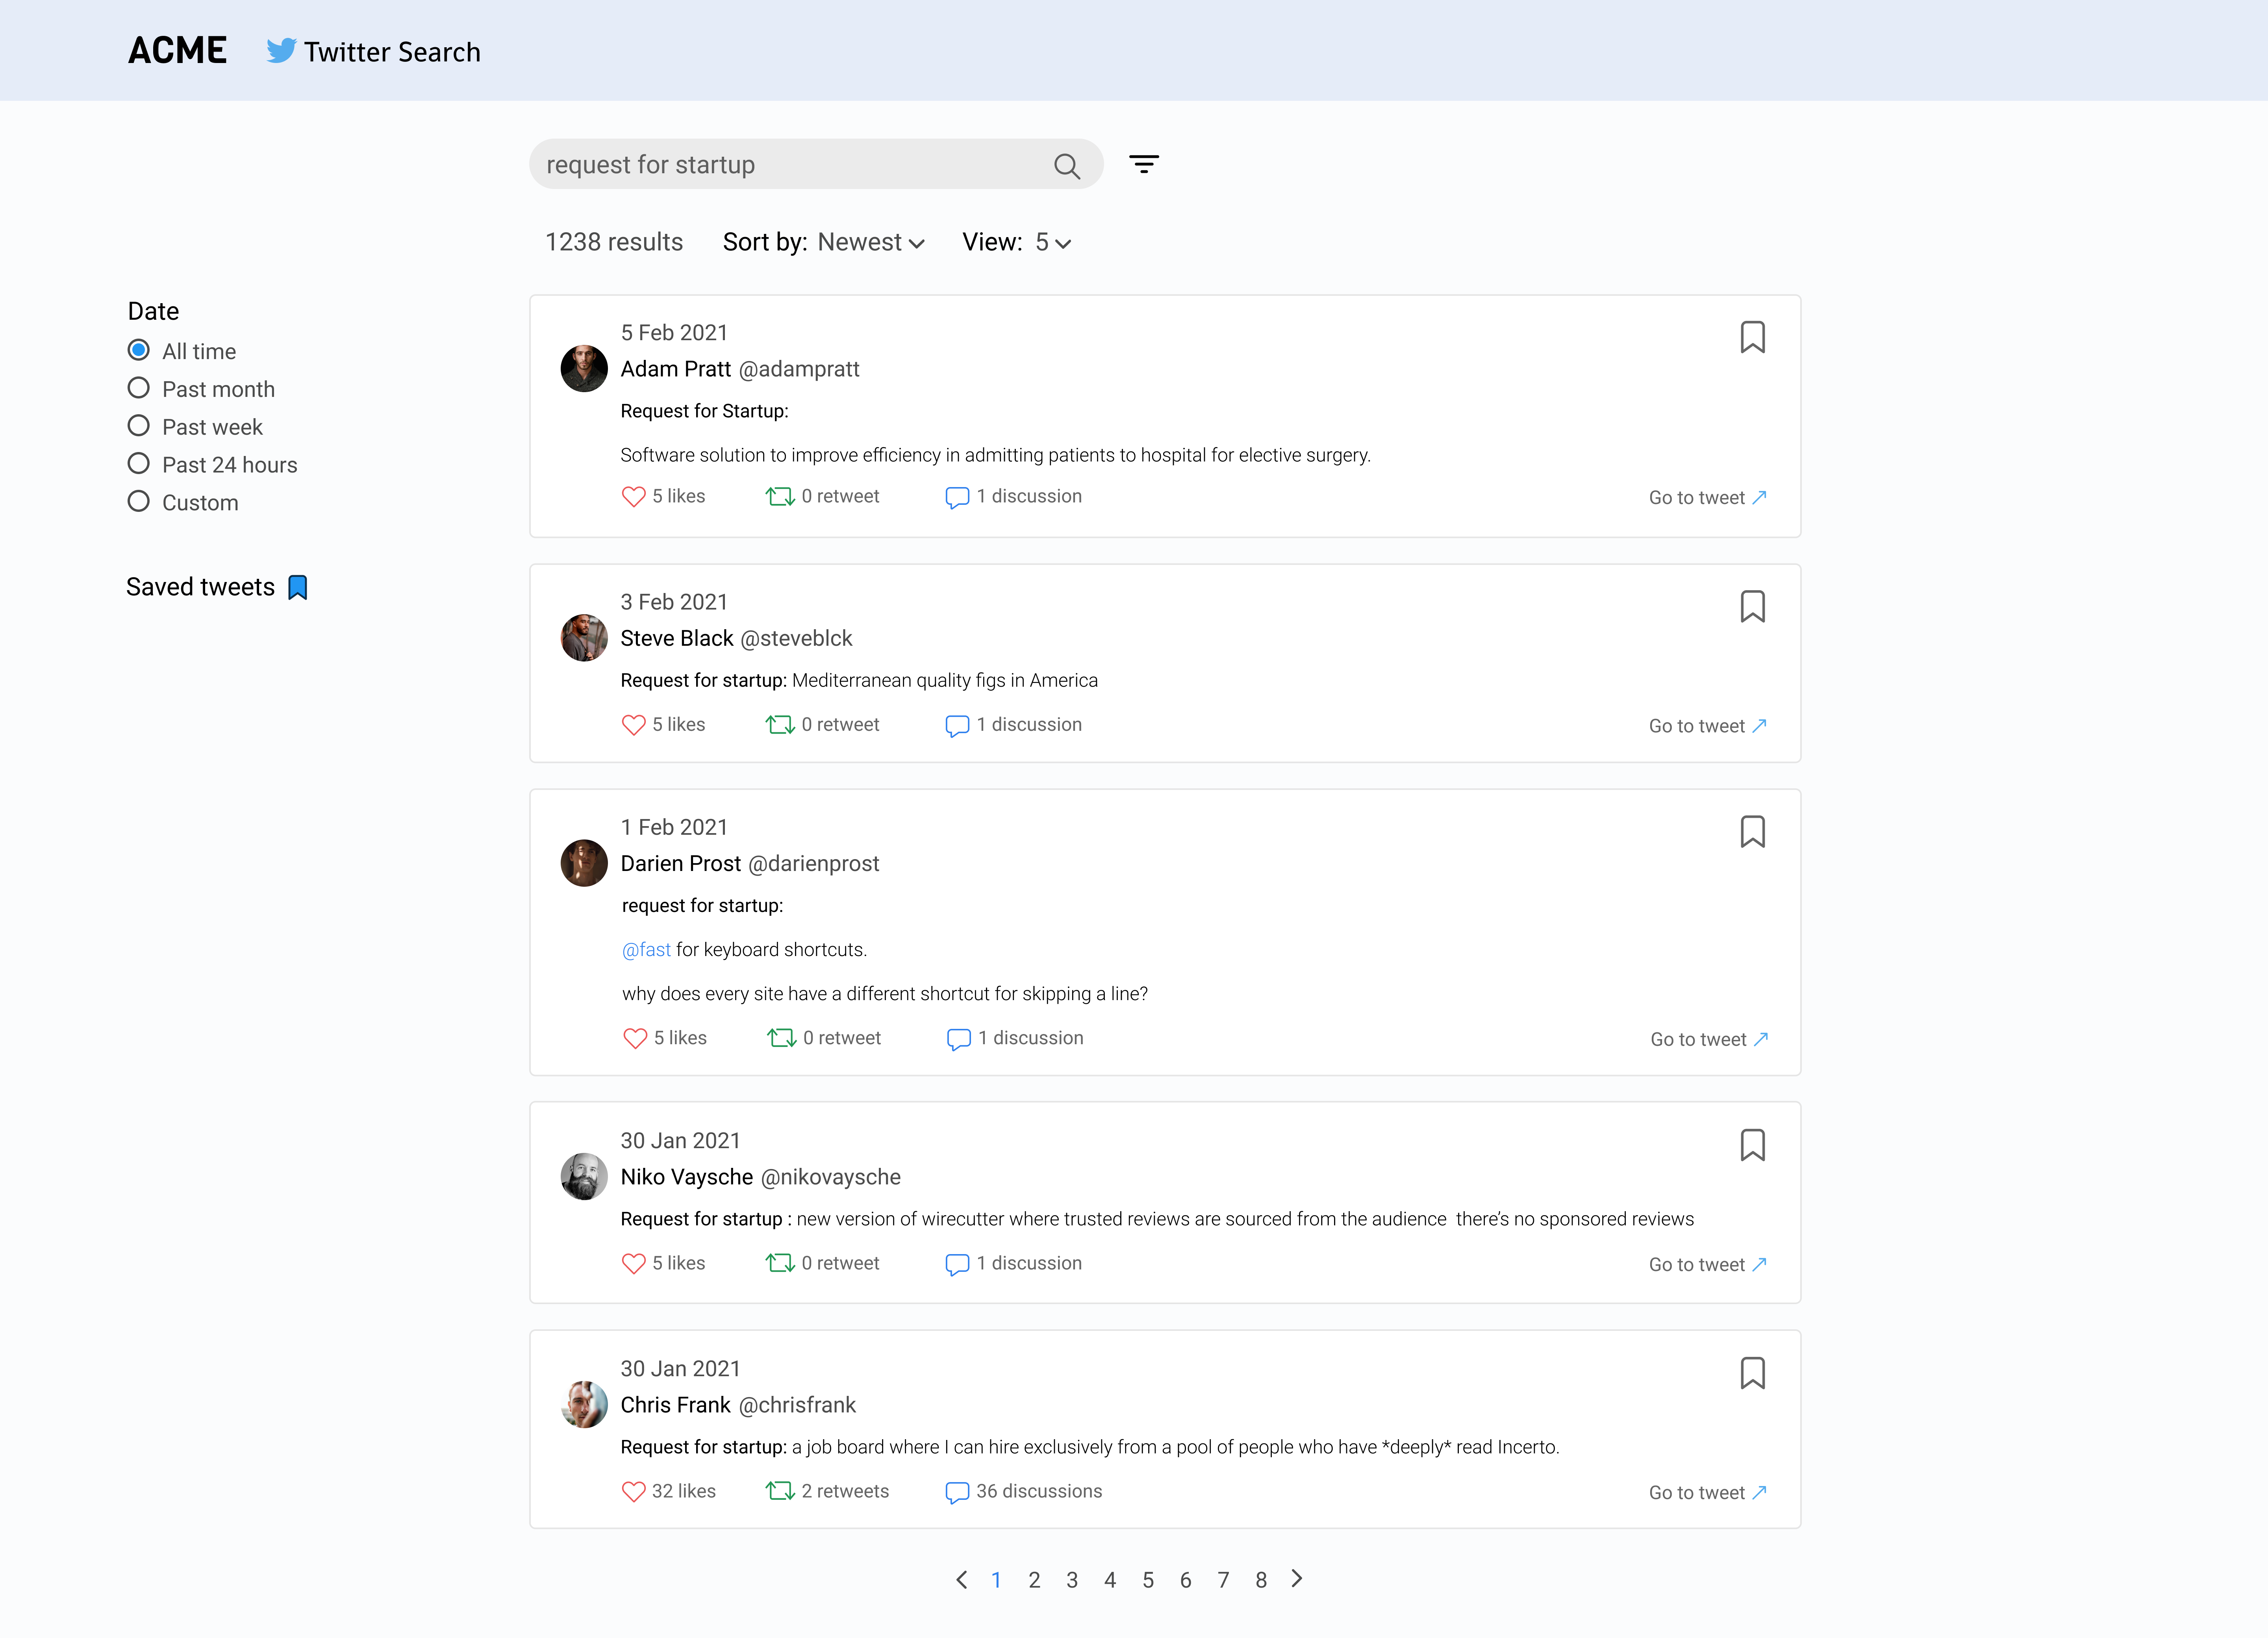 ACME Twitter Search
request for startup
1238 results Sort by: Newest View: 5
Date
All time
Past month
Past week
Past 24 hours
Custom
Saved tweets
5 Feb 2021
Adam Pratt @adampratt
Request for Startup:
Software solution to improve efficiency in admitting patients to hospital for elective surgery.
5 likes 0 retweet 1 discussion Go to tweet
3 Feb 2021
Steve Black @steveblck
Request for startup: Mediterranean quality figs in America
5 likes 0 retweet 1 discussion Go to tweet
1 Feb 2021
Darien Prost @darienprost
request for startup:
@fast for keyboard shortcuts.
why does every site have a different shortcut for skipping a line?
5 likes 0 retweet 1 discussion Go to tweet
30 Jan 2021
Niko Vaysche @nikovaysche
Request for startup : new version of wirecutter where trusted reviews are sourced from the audience  there's no sponsored reviews
5 likes 0 retweet 1 discussion Go to tweet
30 Jan 2021
Chris Frank @chrisfrank
Request for startup: a job board where I can hire exclusively from a pool of people who have *deeply* read Incerto.
32 likes 2 retweets 36 discussions Go to tweet
1 2 3 4 5 6 7 8